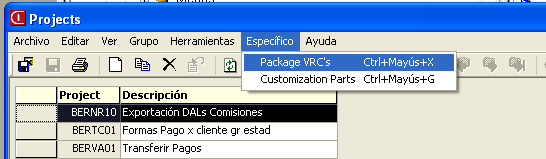 Projects
Archivo Editar Ver Grupo Herramientas Específico Ayuda
Package VRC's Ctrl+Mayús+X
Customization Parts Ctrl+Mayús+G
Project Descripción
BERNR10 Exportación DALs Comisiones
BERTC01 Formas Pago x cliente gr estad
BERVA01 Transferir Pagos